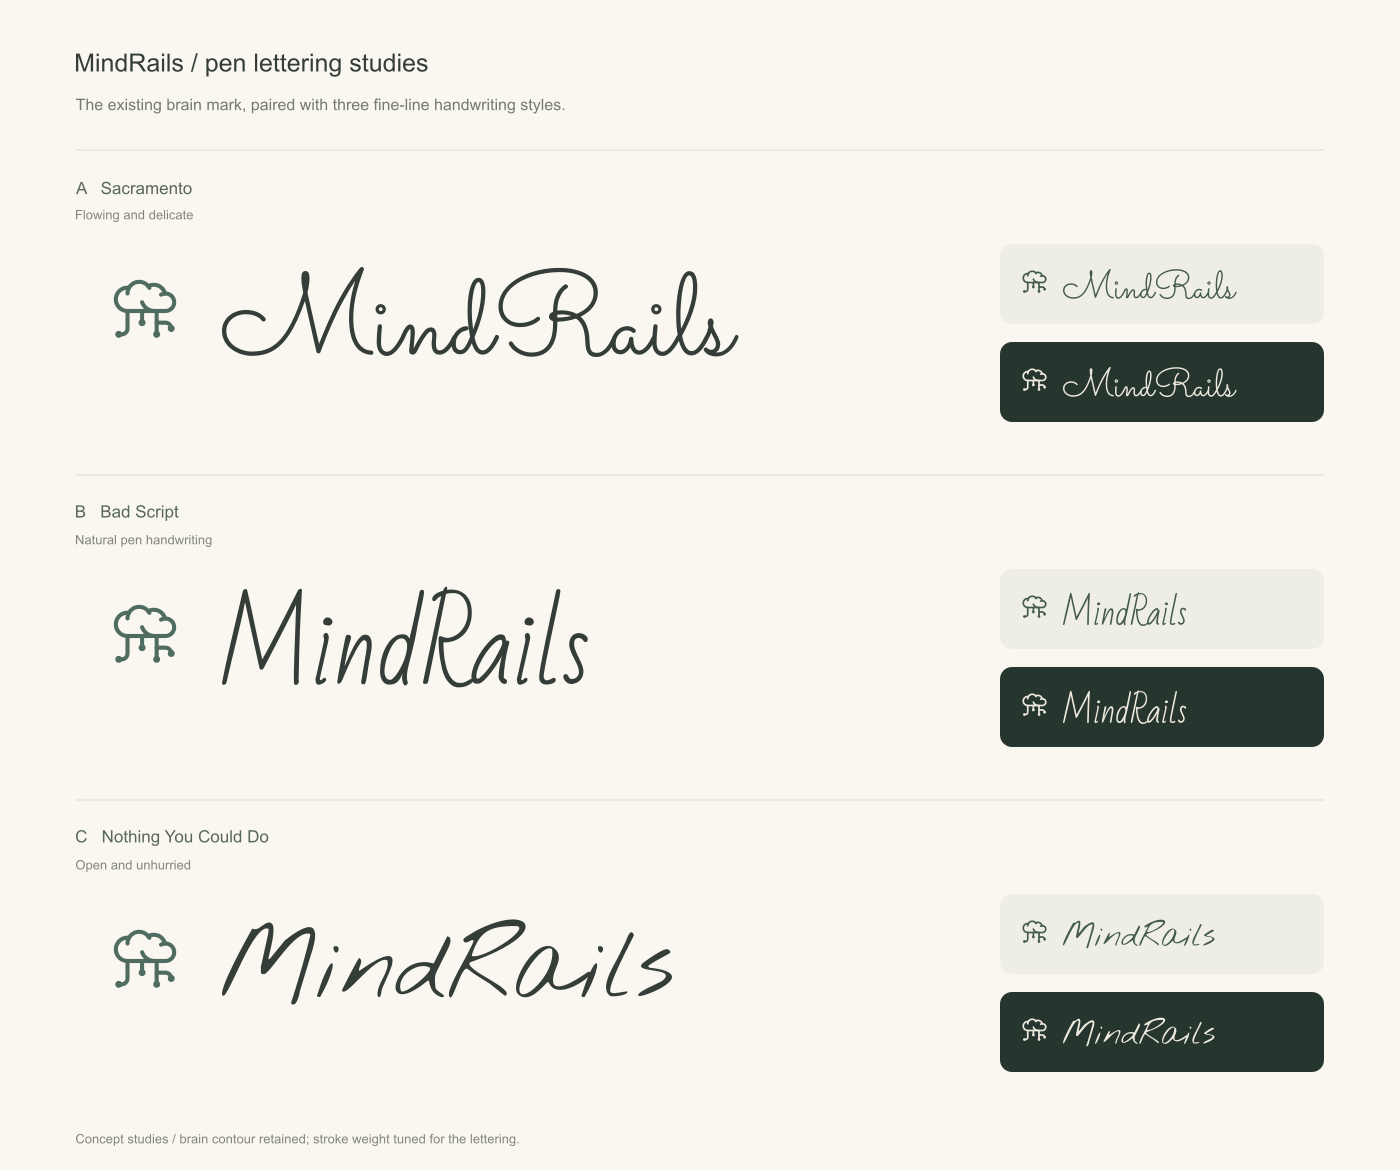 MindRails / pen lettering studies
The existing brain mark, paired with three fine-line handwriting styles.
A Sacramento
Flowing and delicate
MindRails
MindRails
MindRails
B Bad Script
Natural pen handwriting
MindRails
MindRails
MindRails
C Nothing You Could Do
Open and unhurried
MindRails
MindRails
MindRails
Concept studies / brain contour retained; stroke weight tuned for the lettering.